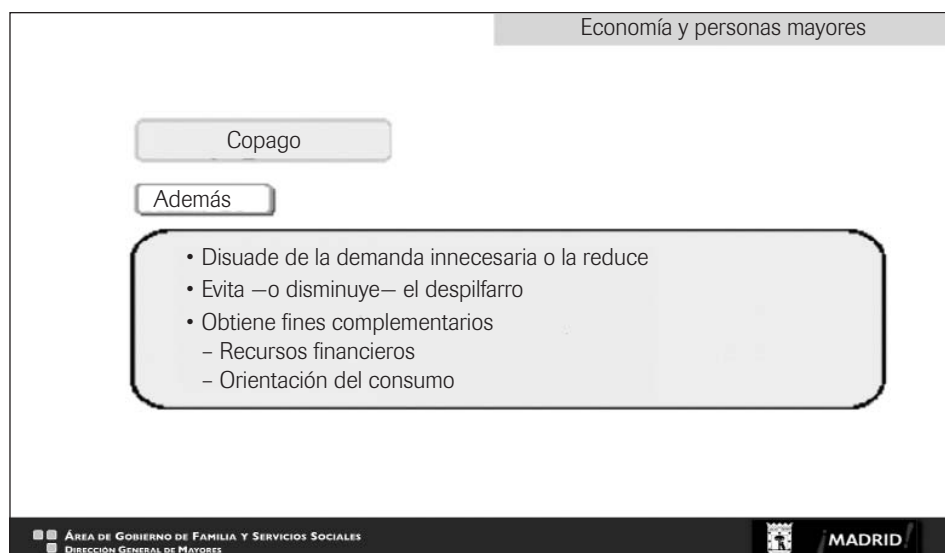 Economía y personas mayores
Copago
Además
• Disuade de la demanda innecesaria o la reduce
• Evita —o disminuye— el despilfarro
• Obtiene fines complementarios
– Recursos financieros
– Orientación del consumo
ÁREA DE GOBIERNO DE FAMILIA Y SERVICIOS SOCIALES
DIRECCIÓN GENERAL DE MAYORES
¡MADRID!